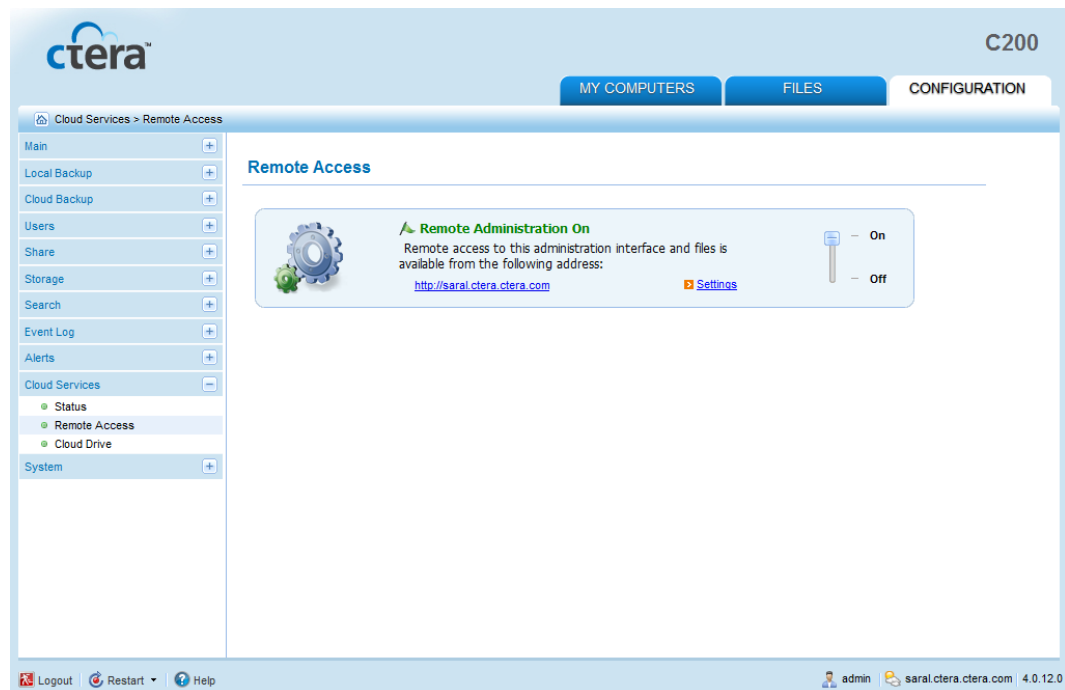 ctera™
C200
MY COMPUTERS
FILES
CONFIGURATION
Cloud Services > Remote Access
Main
Local Backup
Cloud Backup
Users
Share
Storage
Search
Event Log
Alerts
Cloud Services
Status
Remote Access
Cloud Drive
System
Remote Access
Remote Administration On
Remote access to this administration interface and files is
available from the following address:
http://saral.ctera.ctera.com
Settings
On
Off
Logout
Restart
Help
admin
saral.ctera.ctera.com
4.0.12.0